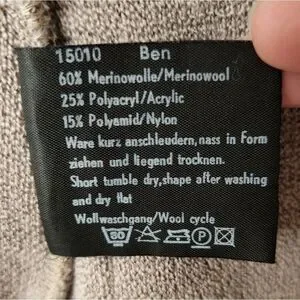 15010 Ben
60% Merinowolle/Merinowool
25% Polyacryl/Acrylic
15% Polyamid/Nylon
Ware kurz anschleudern, nass in Form
ziehen und liegend trocknen.
Short tumble dry, shape after washing
and dry flat
Wollwaschgang/Wool cycle
30 P